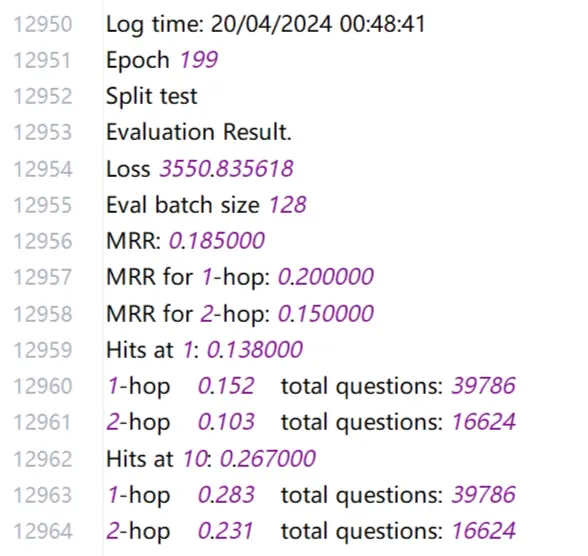 12950 Log time: 20/04/2024 00:48:41
12951 Epoch 199
12952 Split test
12953 Evaluation Result.
12954 Loss 3550.835618
12955 Eval batch size 128
12956 MRR: 0.185000
12957 MRR for 1-hop: 0.200000
12958 MRR for 2-hop: 0.150000
12959 Hits at 1: 0.138000
12960 1-hop 0.152 total questions: 39786
12961 2-hop 0.103 total questions: 16624
12962 Hits at 10: 0.267000
12963 1-hop 0.283 total questions: 39786
12964 2-hop 0.231 total questions: 16624